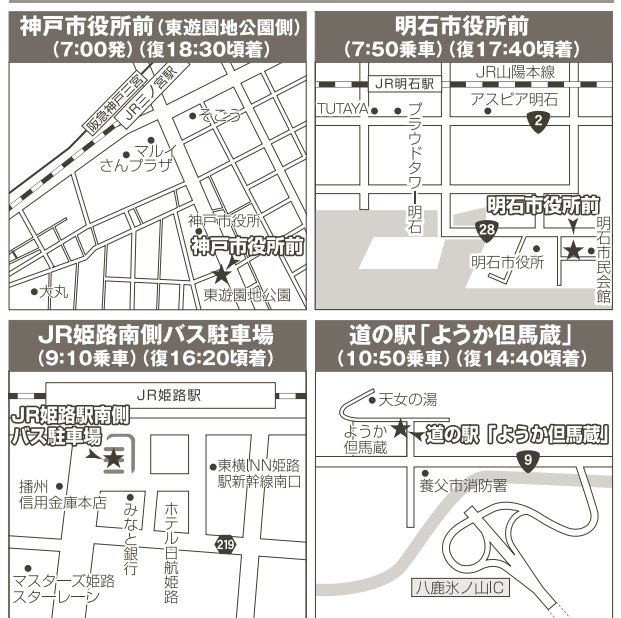 神戸市役所前(東遊園地公園側)
(7:00発)(復18:30頃着)
阪急神戸三宮
JR三ノ宮駅
そごう
マルイ
さんプラザ
神戸市役所
神戸市役所前
大丸
東遊園地公園
明石市役所前
(7:50乗車)(復17:40頃着)
JR山陽本線
JR明石駅
TUTAYA
アスピア明石
プラウドタワー明石
2
明石市役所前
28
明石市役所
明石市民会館
JR姫路南側バス駐車場
(9:10乗車)(復16:20頃着)
JR姫路駅
JR姫路駅南側
バス駐車場
東横INN姫路
駅新幹線南口
播州
信用金庫本店
みなと銀行
ホテル日航姫路
219
マスターズ姫路
スターレーン
道の駅「ようか但馬蔵」
(10:50乗車)(復14:40頃着)
天女の湯
ようか
但馬蔵
道の駅「ようか但馬蔵」
9
養父市消防署
八鹿氷ノ山IC